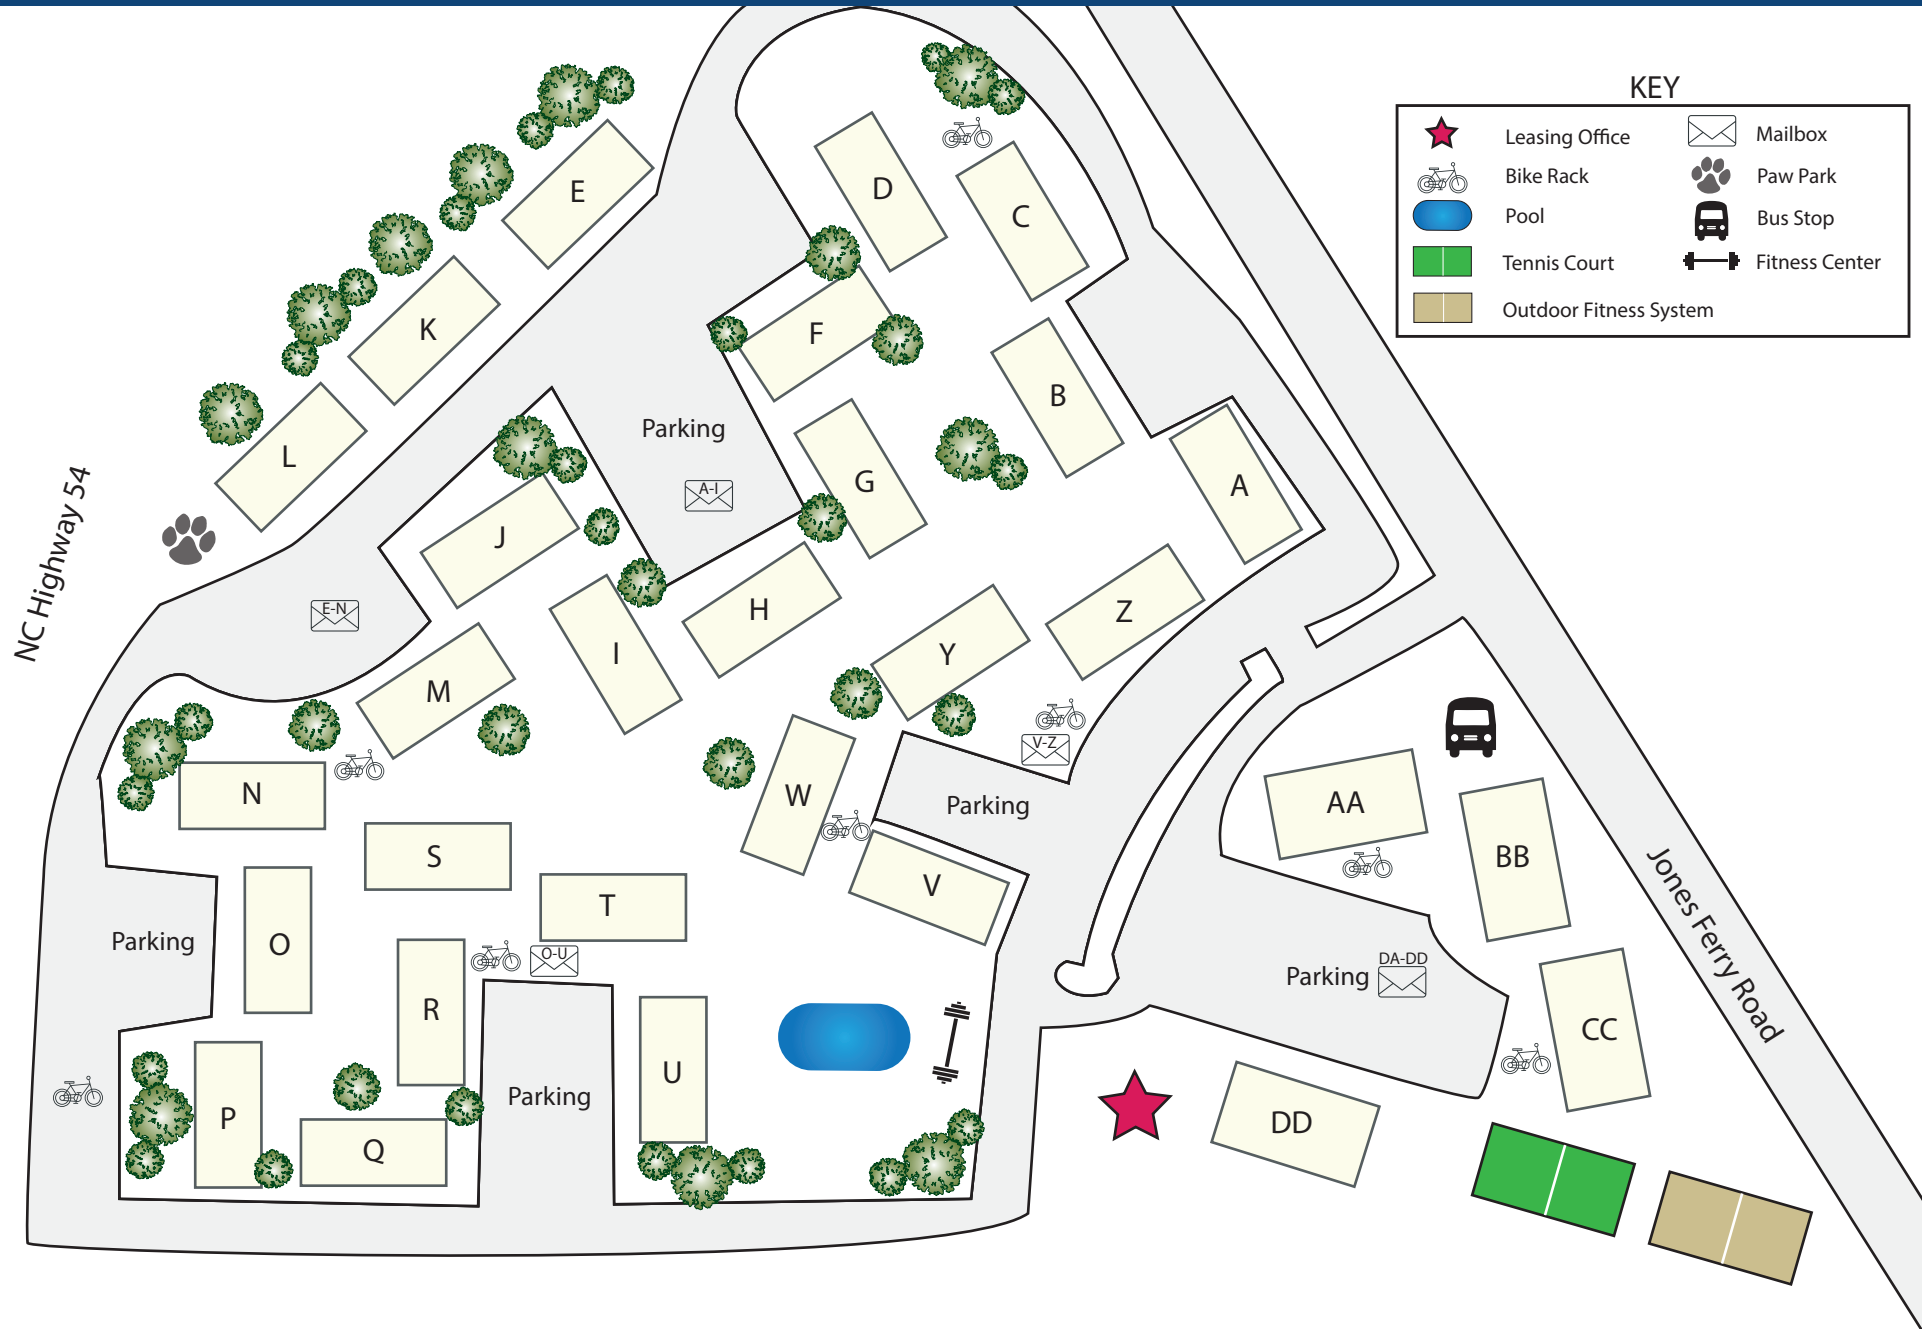 KEY
Leasing Office
Mailbox
Bike Rack
Paw Park
Pool
Bus Stop
Tennis Court
Fitness Center
Outdoor Fitness System
E
D
C
K
F
B
L
Parking
G
A
A-I
J
NC Highway 54
E-N
H
Z
I
Y
M
V-Z
N
W
Parking
AA
S
V
BB
T
Parking
O
O-U
DA-DD
Parking
Jones Ferry Road
R
CC
U
Parking
P
Q
DD